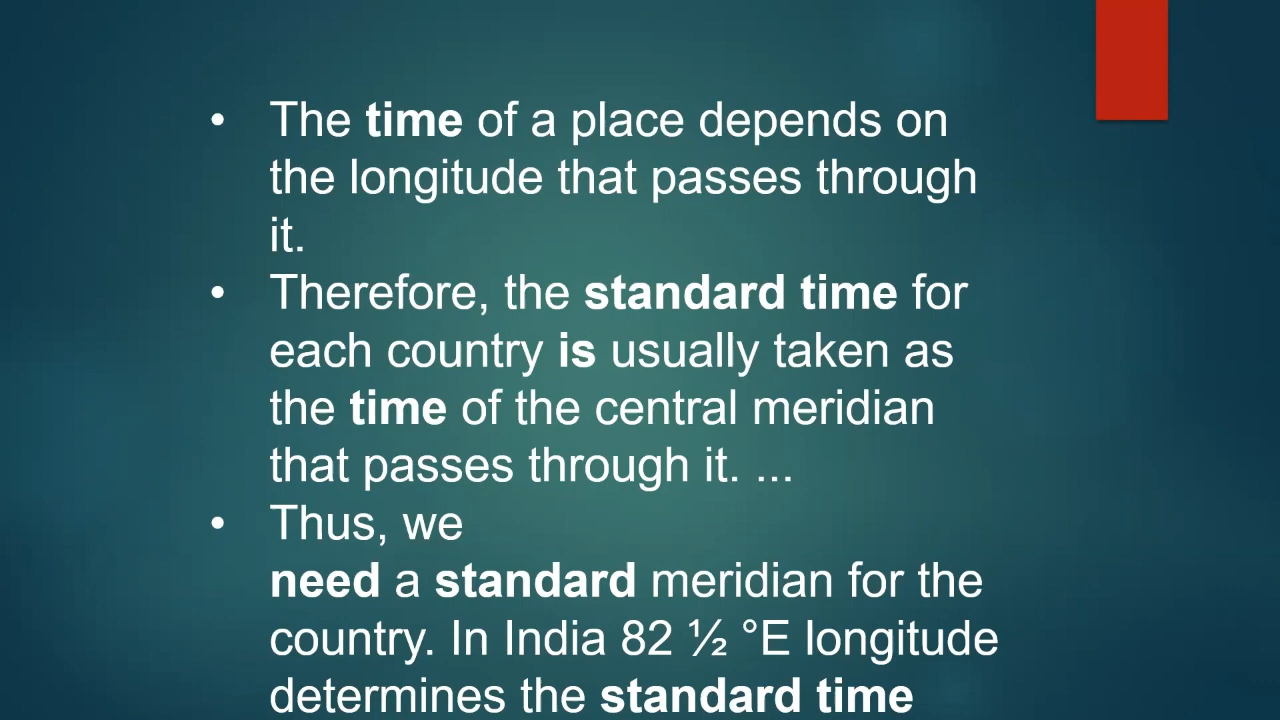 • The time of a place depends on
the longitude that passes through
it.
• Therefore, the standard time for
each country is usually taken as
the time of the central meridian
that passes through it. ...
• Thus, we
need a standard meridian for the
country. In India 82 ½ °E longitude
determines the standard time